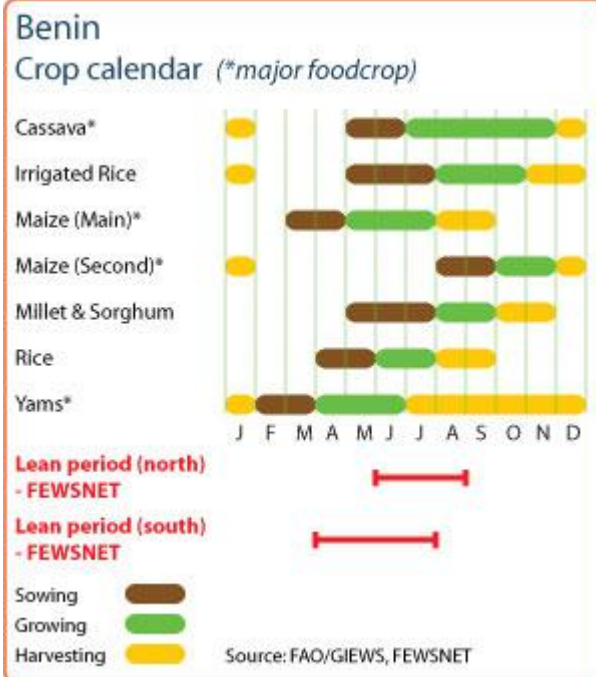 Benin
Crop calendar (*major foodcrop)
Cassava*
Irrigated Rice
Maize (Main)*
Maize (Second)*
Millet & Sorghum
Rice
Yams*
J F M A M J J A S O N D
Lean period (north)
- FEWSNET
Lean period (south)
- FEWSNET
Sowing
Growing
Harvesting
Source: FAO/GIEWS, FEWSNET